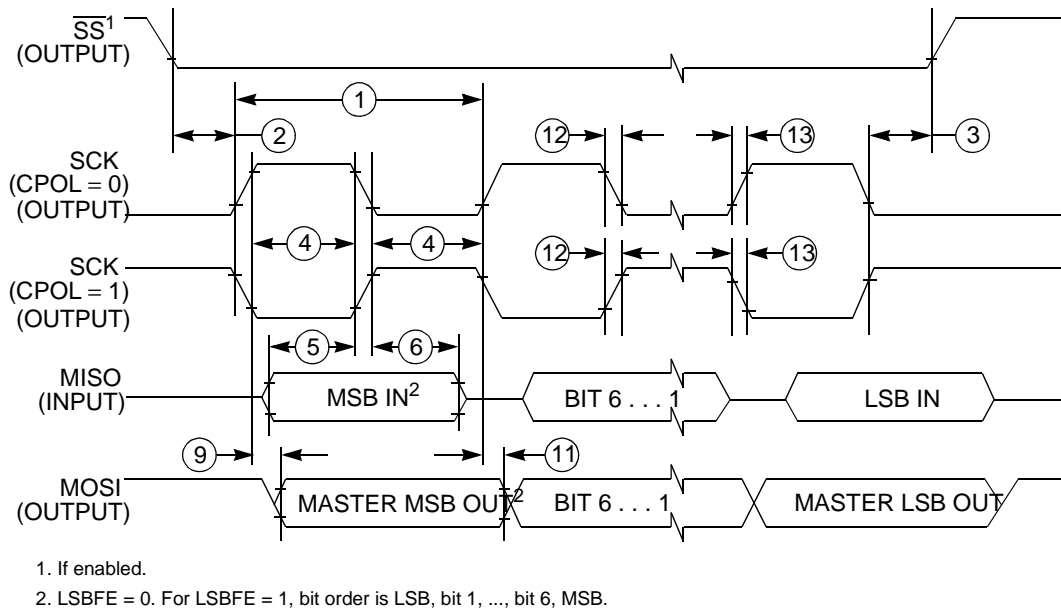 SS1
(OUTPUT)
1
2
12
13
3
SCK
(CPOL = 0)
(OUTPUT)
4
4
SCK
(CPOL = 1)
(OUTPUT)
12
13
5
6
MISO
(INPUT)
MSB IN2
BIT 6 . . . 1
LSB IN
9
11
MOSI
(OUTPUT)
MASTER MSB OUT2
BIT 6 . . . 1
MASTER LSB OUT
1. If enabled.
2. LSBFE = 0. For LSBFE = 1, bit order is LSB, bit 1, ..., bit 6, MSB.